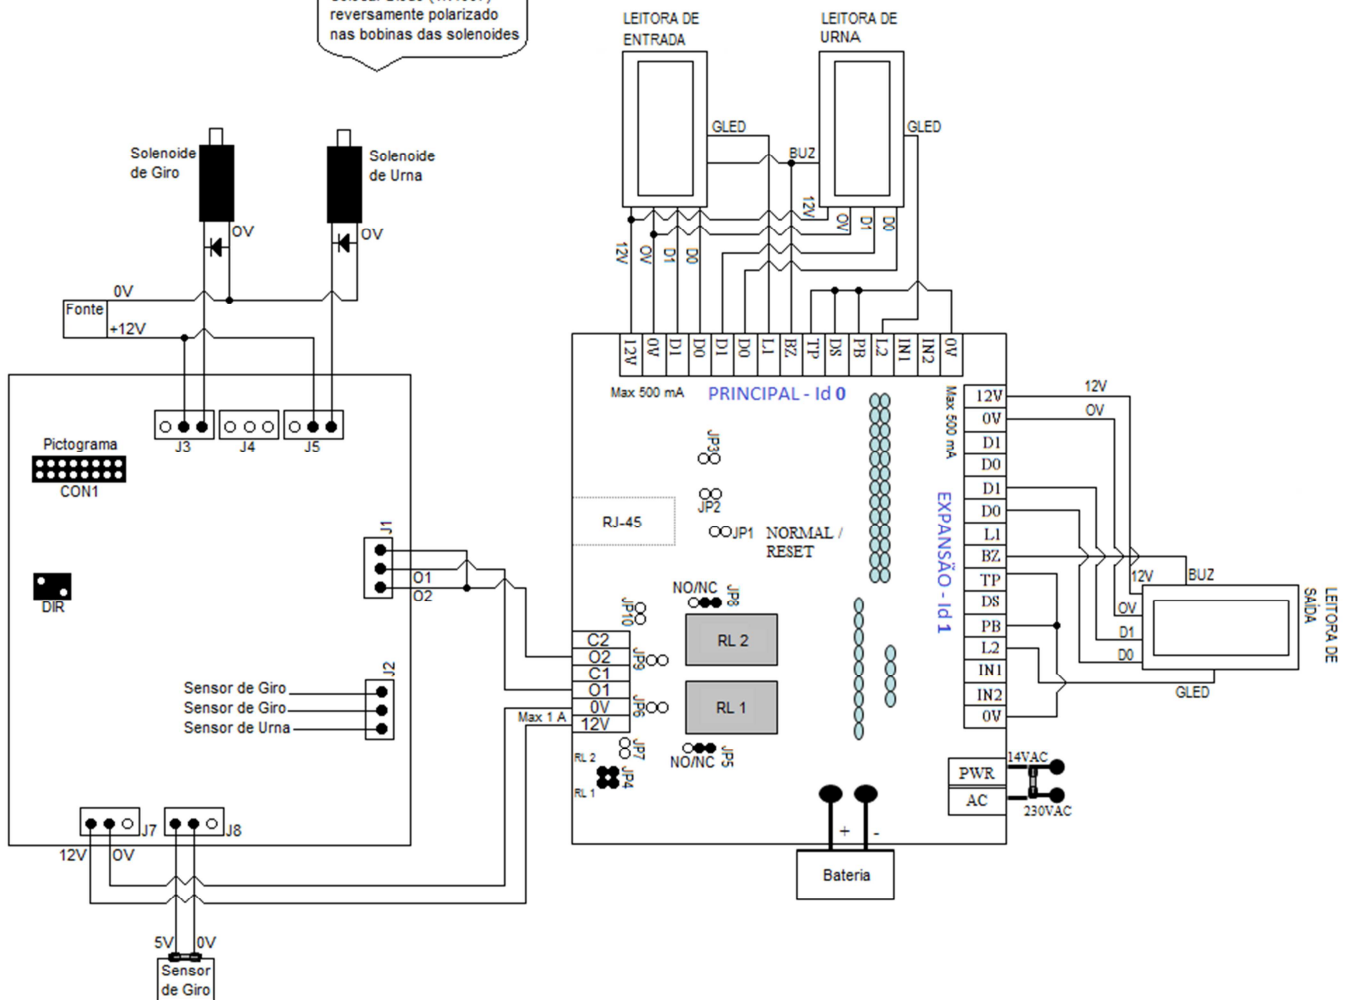 reversamente polarizado
nas bobinas das solenoides
LEITORA DE
ENTRADA
LEITORA DE
URNA
GLED
GLED
BUZ
12V
0V
D1
D0
12V
0V
D1
D0
Solenoide
de Giro
Solenoide
de Urna
0V
0V
0V
Fonte
+12V
12V
0V
D1
D0
D1
D0
L1
BZ
TP
DS
PB
L2
IN1
IN2
0V
Max 500 mA
PRINCIPAL - Id 0
Max 500 mA
EXPANSÃO - Id 1
12V
0V
D1
D0
D1
D0
L1
BZ
TP
DS
PB
L2
IN1
IN2
0V
12V
0V
BUZ
12V
0V
D1
D0
GLED
LEITORA DE
SAÍDA
J3
J4
J5
Pictograma
CON1
DIR
J1
O1
O2
J2
Sensor de Giro
Sensor de Giro
Sensor de Urna
J7
J8
12V
0V
5V
0V
Sensor
de Giro
RJ-45
JP3
JP2
JP1
NORMAL /
RESET
NO/NC
JP8
JP10
RL 2
JP9
C2
O2
C1
O1
0V
12V
Max 1 A
JP6
RL 1
JP7
NO/NC
JP5
RL 2
RL 1
JP4
PWR
AC
14VAC
230VAC
+
-
Bateria